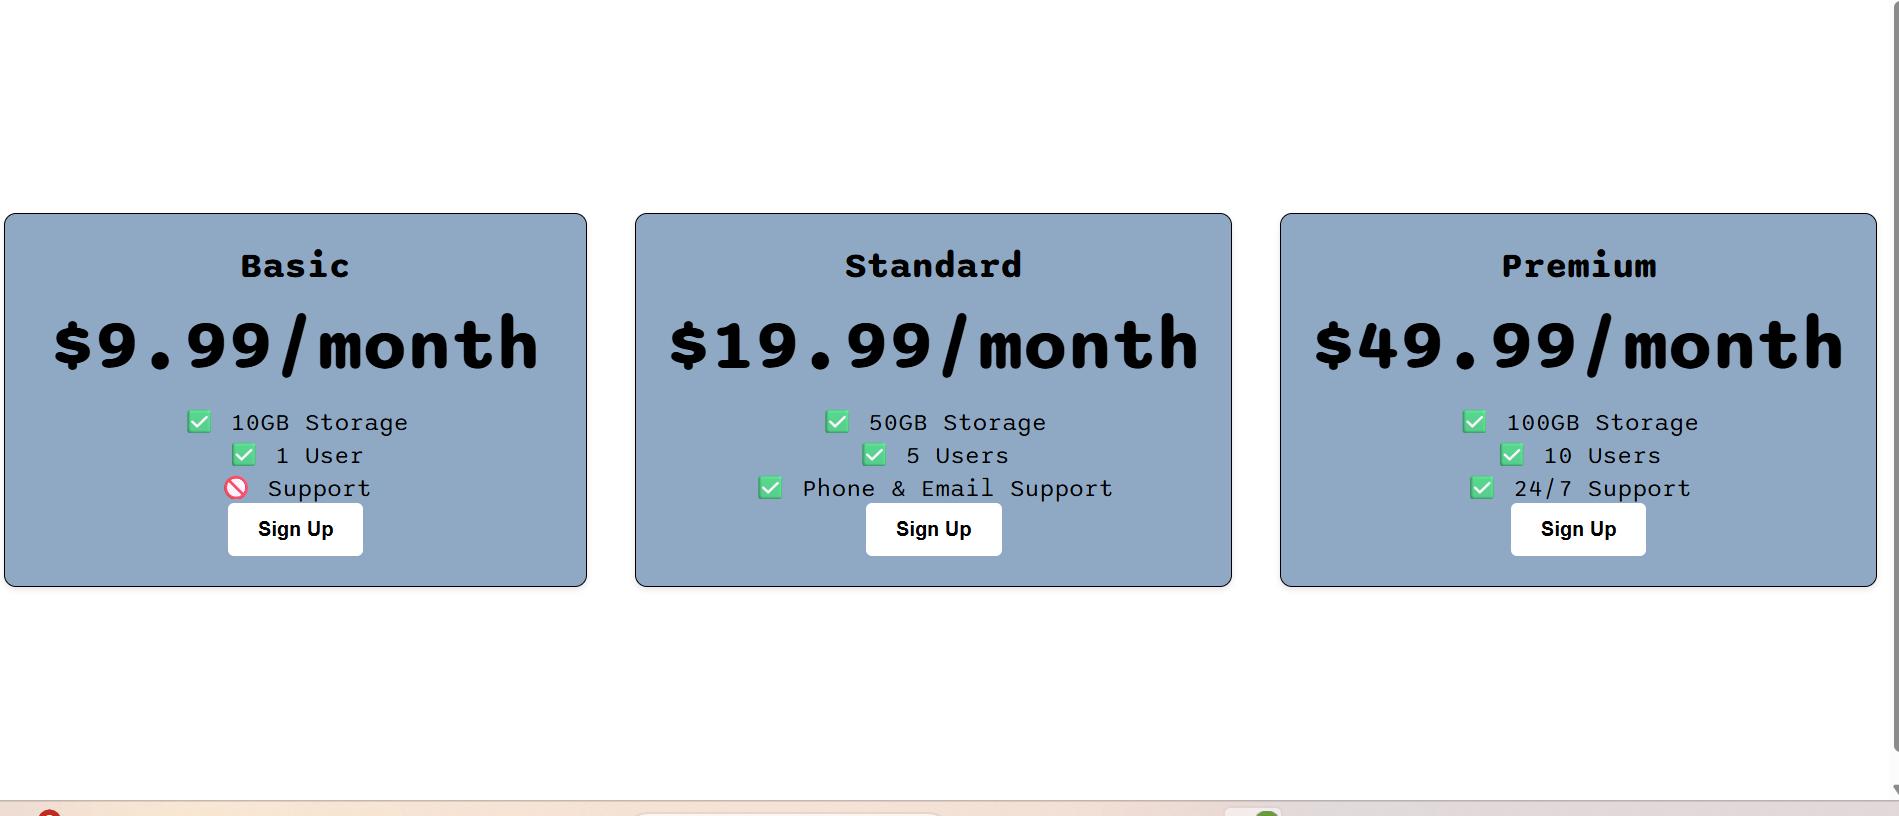 Basic
$9.99/month
✅ 10GB Storage
✅ 1 User
🚫 Support
Sign Up
Standard
$19.99/month
✅ 50GB Storage
✅ 5 Users
✅ Phone & Email Support
Sign Up
Premium
$49.99/month
✅ 100GB Storage
✅ 10 Users
✅ 24/7 Support
Sign Up